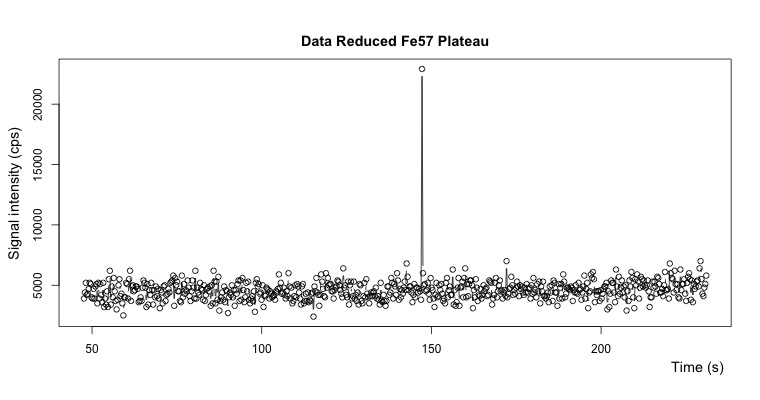 Data Reduced Fe57 Plateau
Signal intensity (cps)
20000
15000
10000
5000
50 100 150 200
Time (s)